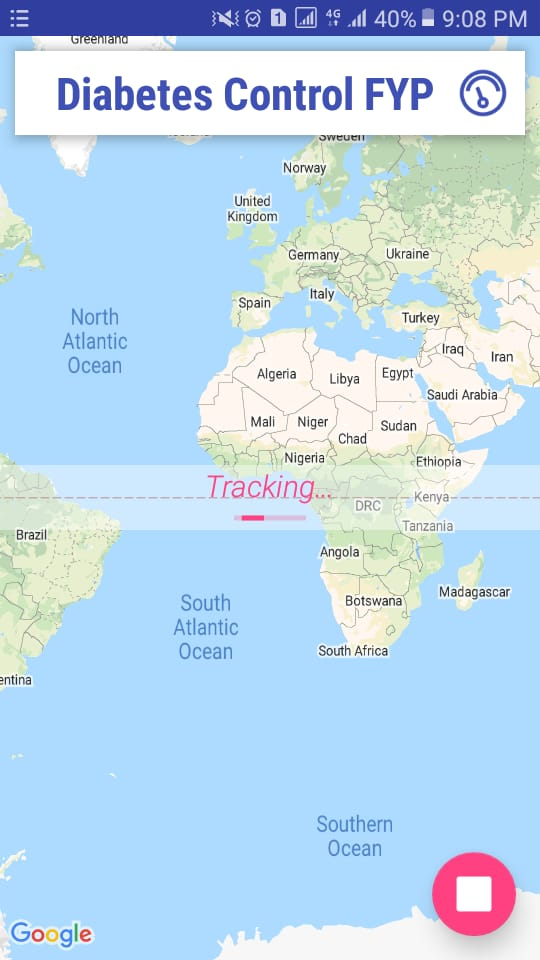 1
4G
40%
9:08 PM
Greenland
Diabetes Control FYP
Sweden
Norway
United
Kingdom
Germany
Ukraine
Spain
Italy
Turkey
North
Atlantic
Ocean
Iraq
Iran
Algeria
Libya
Egypt
Saudi Arabia
Mali
Niger
Chad
Sudan
Nigeria
Ethiopia
Tracking...
DRC
Kenya
Brazil
Tanzania
Angola
Botswana
Madagascar
South
Atlantic
Ocean
South Africa
entina
Southern
Ocean
Google